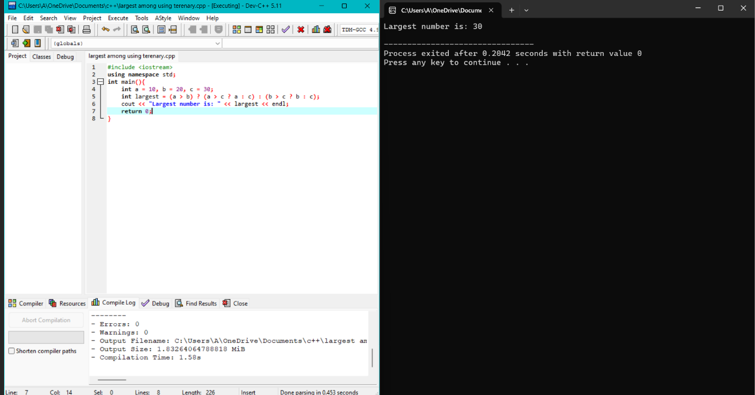 C:\Users\A\OneDrive\Documents\c++\largest among using terenary.cpp - [Executing] - Dev-C++ 5.11
File Edit Search View Project Execute Tools AStyle Window Help
TDM-GCC 4.9
(globals)
Project Classes Debug
largest among using terenary.cpp
1 #include <iostream>
2 using namespace std;
3 int main(){
4 int a = 10, b = 20, c = 30;
5 int largest = (a > b) ? (a > c ? a : c) : (b > c ? b : c);
6 cout << "Largest number is: " << largest << endl;
7 return 0;
8 }
Compiler Resources Compile Log Debug Find Results Close
Abort Compilation
Shorten compiler paths
--------
- Errors: 0
- Warnings: 0
- Output Filename: C:\Users\A\OneDrive\Documents\c++\largest am
- Output Size: 1.83264064788818 MiB
- Compilation Time: 1.58s
Line: 7 Col: 14 Sel: 0 Lines: 8 Length: 226 Insert Done parsing in 0.453 seconds
C:\Users\A\OneDrive\Docum
Largest number is: 30
--------------------------------
Process exited after 0.2042 seconds with return value 0
Press any key to continue . . .